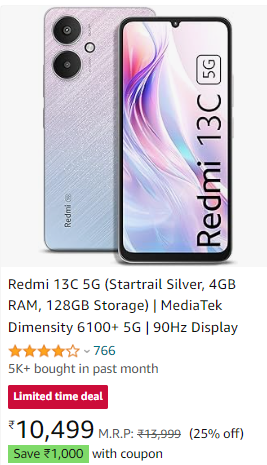 Redmi 13C 5G
Redmi
Redmi 13C 5G (Startrail Silver, 4GB
RAM, 128GB Storage) | MediaTek
Dimensity 6100+ 5G | 90Hz Display
766
5K+ bought in past month
Limited time deal
₹10,499 M.R.P: ₹13,999 (25% off)
Save ₹1,000 with coupon